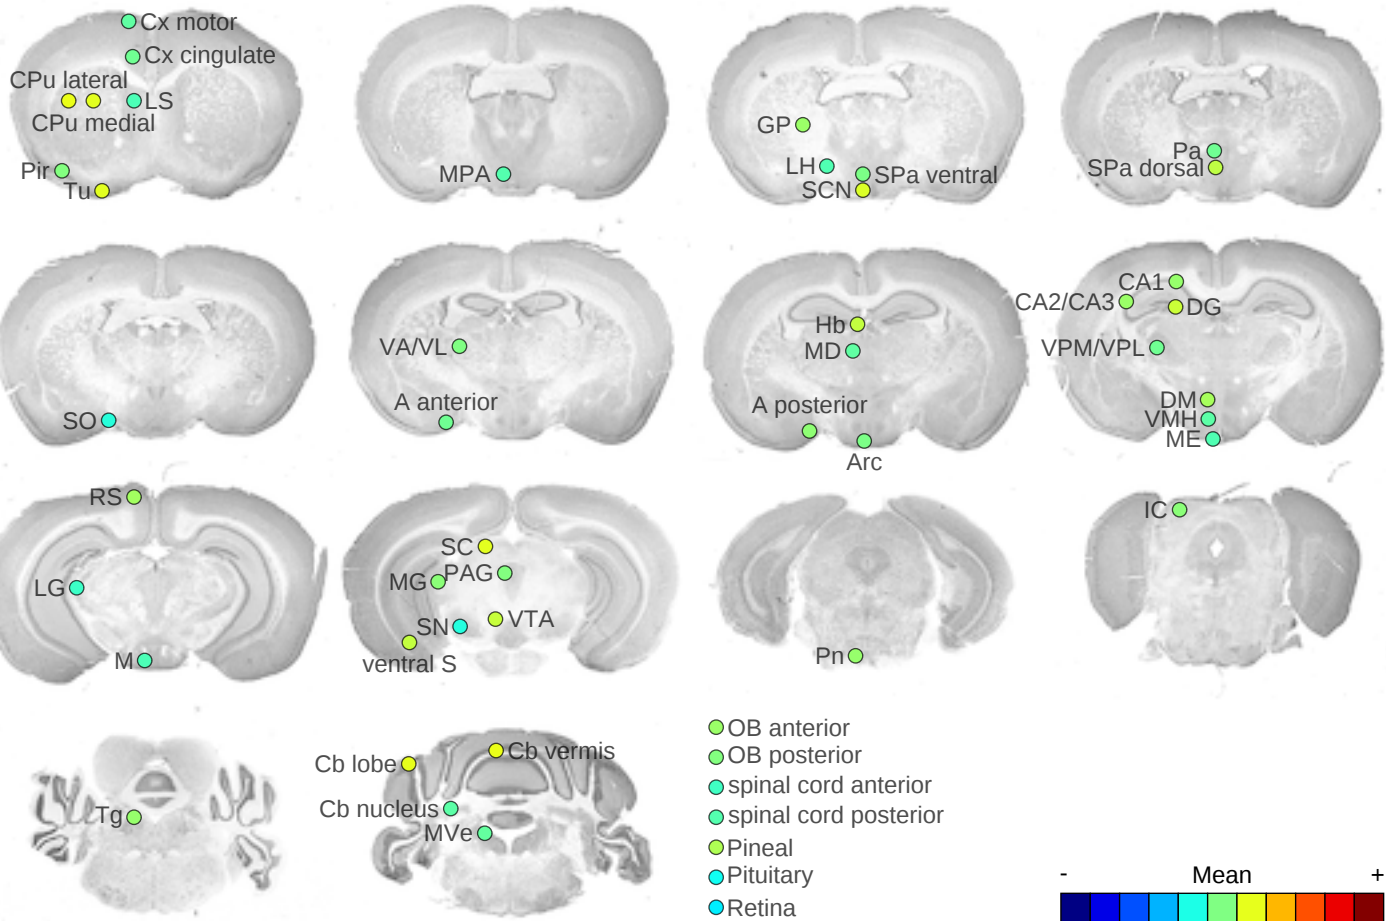 Cx motor
Cx cingulate
CPu lateral
LS
CPu medial
Pir
Tu
MPA
GP
LH
SPa ventral
SCN
Pa
SPa dorsal
SO
VA/VL
A anterior
Hb
MD
A posterior
Arc
CA1
CA2/CA3
DG
VPM/VPL
DM
VMH
ME
RS
LG
M
SC
MG
PAG
SN
VTA
ventral S
Pn
IC
Tg
Cb lobe
Cb vermis
Cb nucleus
MVe
OB anterior
OB posterior
spinal cord anterior
spinal cord posterior
Pineal
Pituitary
Retina
- Mean +